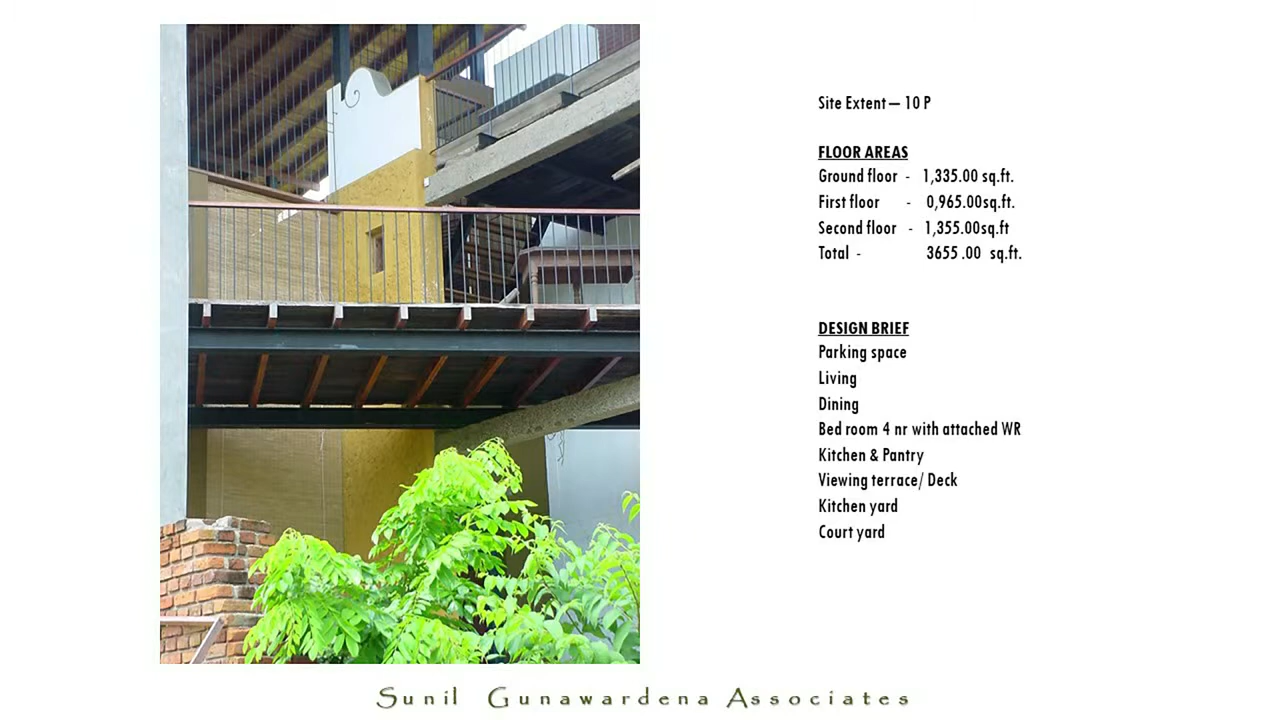 Site Extent – 10 P
FLOOR AREAS
Ground floor - 1,335.00 sq.ft.
First floor - 0,965.00sq.ft.
Second floor - 1,355.00sq.ft
Total - 3655 .00 sq.ft.
DESIGN BRIEF
Parking space
Living
Dining
Bed room 4 nr with attached WR
Kitchen & Pantry
Viewing terrace/ Deck
Kitchen yard
Court yard
Sunil Gunawardena Associates